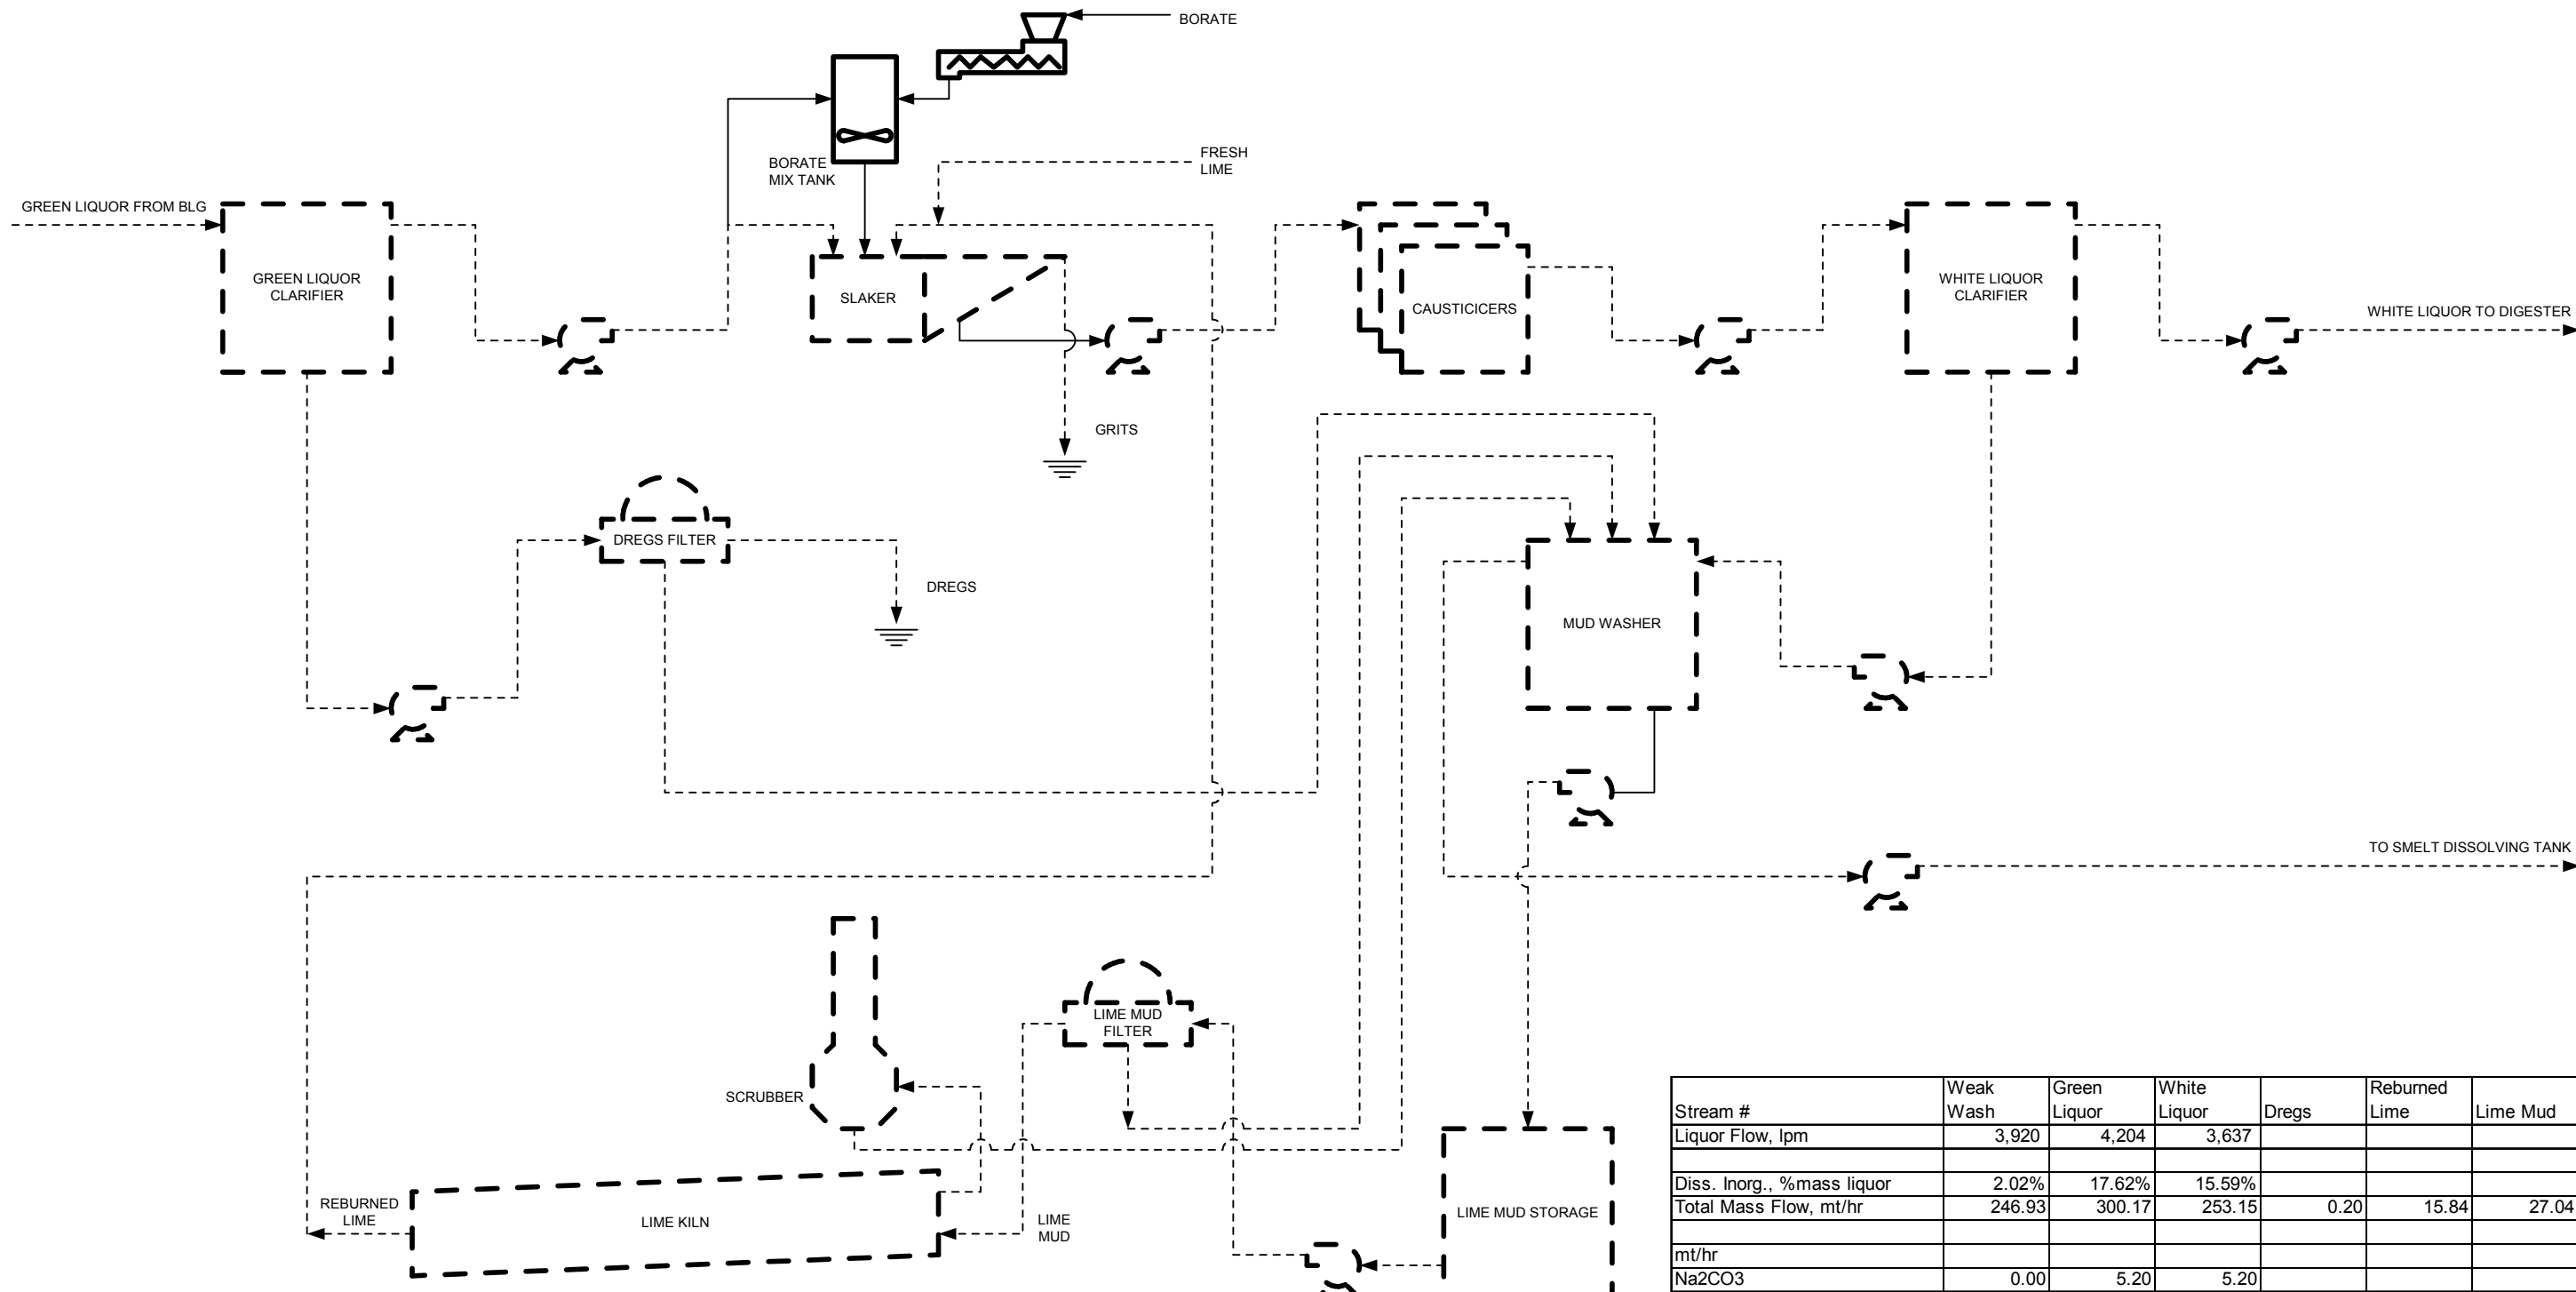 BORATE
BORATE
MIX TANK
FRESH
LIME
GREEN LIQUOR FROM BLG
GREEN LIQUOR
CLARIFIER
SLAKER
CAUSTICICERS
WHITE LIQUOR
CLARIFIER
WHITE LIQUOR TO DIGESTER
GRITS
DREGS FILTER
DREGS
MUD WASHER
TO SMELT DISSOLVING TANK
LIME MUD
FILTER
SCRUBBER
REBURNED
LIME
LIME KILN
LIME
MUD
LIME MUD STORAGE
Stream # Weak Wash Green Liquor White Liquor Dregs Reburned Lime Lime Mud
Liquor Flow, lpm 3,920 4,204 3,637
Diss. Inorg., %mass liquor 2.02% 17.62% 15.59%
Total Mass Flow, mt/hr 246.93 300.17 253.15 0.20 15.84 27.04
mt/hr
Na2CO3 0.00 5.20 5.20